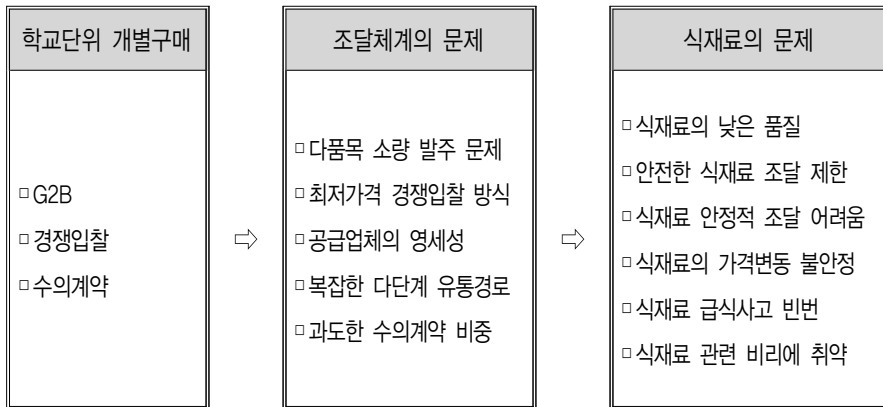 학교단위 개별구매
□G2B
□경쟁입찰
□수의계약
⇨
조달체계의 문제
□다품목 소량 발주 문제
□최저가격 경쟁입찰 방식
□공급업체의 영세성
□복잡한 다단계 유통경로
□과도한 수의계약 비중
⇨
식재료의 문제
□식재료의 낮은 품질
□안전한 식재료 조달 제한
□식재료 안정적 조달 어려움
□식재료의 가격변동 불안정
□식재료 급식사고 빈번
□식재료 관련 비리에 취약